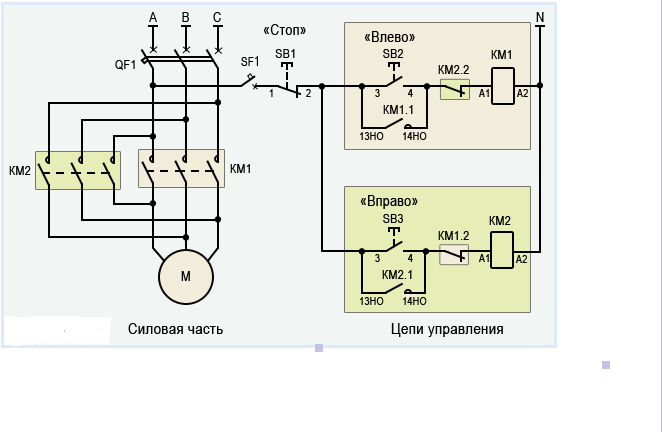 A B C N
«Стоп»
QF1
SF1
SB1
1 2
«Влево»
SB2
3 4
KM2.2
KM1
A1 A2
KM1.1
13НО 14НО
KM2
KM1
M
«Вправо»
SB3
3 4
KM1.2
KM2
A1 A2
KM2.1
13НО 14НО
Силовая часть
Цепи управления